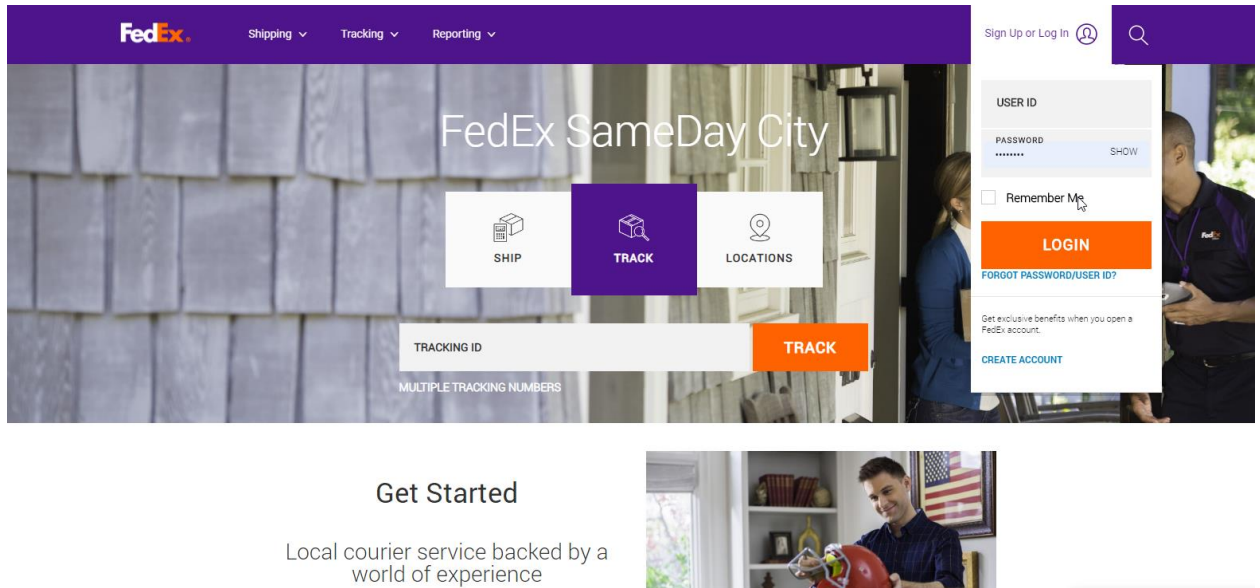 FedEx.
Shipping
Tracking
Reporting
Sign Up or Log In
FedEx SameDay City
SHIP
TRACK
LOCATIONS
TRACKING ID
TRACK
MULTIPLE TRACKING NUMBERS
USER ID
PASSWORD
•••••••• SHOW
Remember Me
LOGIN
FORGOT PASSWORD/USER ID?
Get exclusive benefits when you open a
FedEx account.
CREATE ACCOUNT
FedEx
Get Started
Local courier service backed by a
world of experience